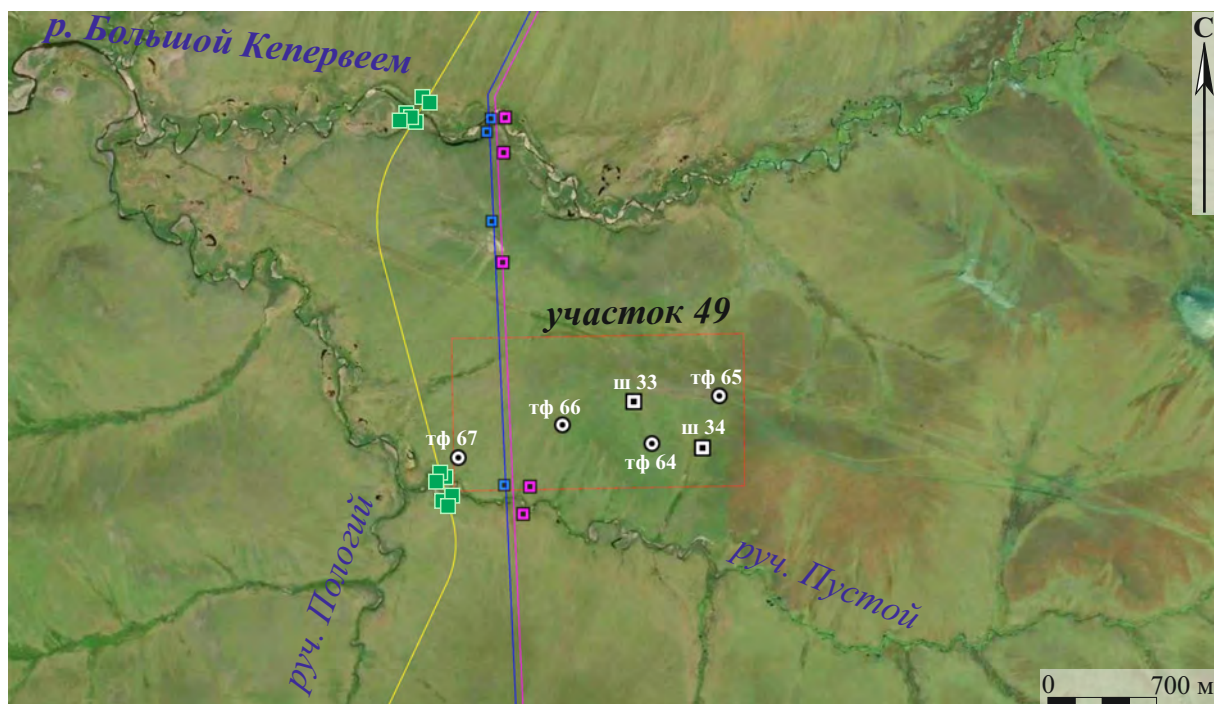 р. Большой Кепервеем
С
участок 49
ш 33
тф 65
тф 66
ш 34
тф 67
тф 64
руч. Пологий
руч. Пустой
0 700 м